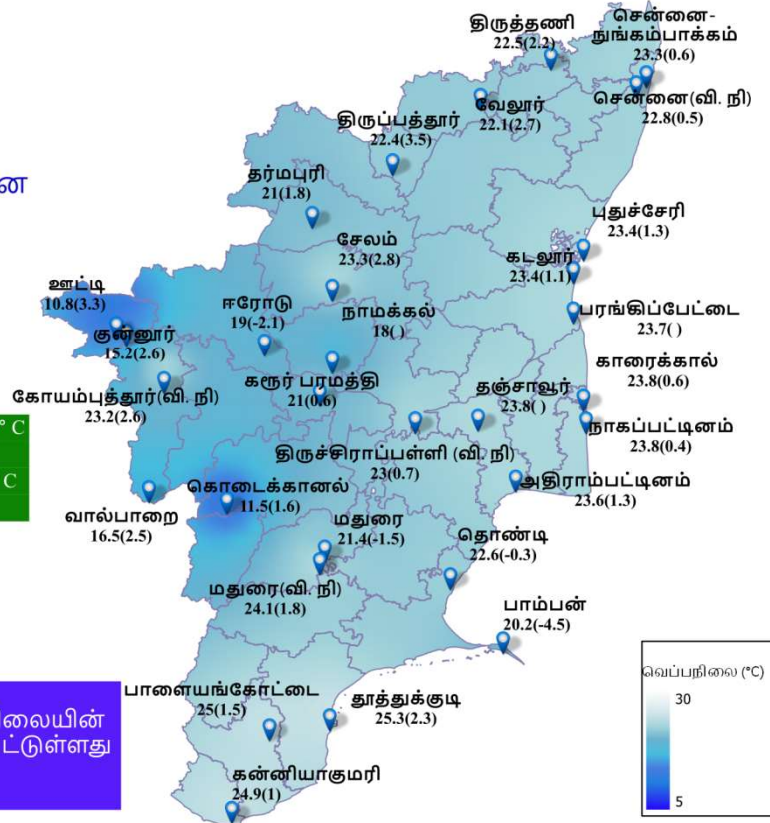 திருத்தணி
22.5(2.2)
சென்னை-
நுங்கம்பாக்கம்
23.3(0.6)
சென்னை(வி. நி)
22.8(0.5)
வேலூர்
22.1(2.7)
திருப்பத்தூர்
22.4(3.5)
தர்மபுரி
21(1.8)
புதுச்சேரி
23.4(1.3)
சேலம்
23.3(2.8)
கடலூர்
23.4(1.1)
ஊட்டி
10.8(3.3)
ஈரோடு
19(-2.1)
நாமக்கல்
18( )
பரங்கிப்பேட்டை
23.7( )
குன்னூர்
15.2(2.6)
காரைக்கால்
23.8(0.6)
கோயம்புத்தூர்(வி. நி)
23.2(2.6)
கரூர் பரமத்தி
21(0.6)
தஞ்சாவூர்
23.8( )
நாகப்பட்டினம்
23.8(0.4)
° C
C
திருச்சிராப்பள்ளி (வி. நி)
23(0.7)
கொடைக்கானல்
11.5(1.6)
அதிராம்பட்டினம்
23.6(1.3)
வால்பாறை
16.5(2.5)
மதுரை
21.4(-1.5)
தொண்டி
22.6(-0.3)
மதுரை(வி. நி)
24.1(1.8)
பாம்பன்
20.2(-4.5)
வெப்பநிலை (°C)
30
5
பாளையங்கோட்டை
25(1.5)
தூத்துக்குடி
25.3(2.3)
கன்னியாகுமரி
24.9(1)